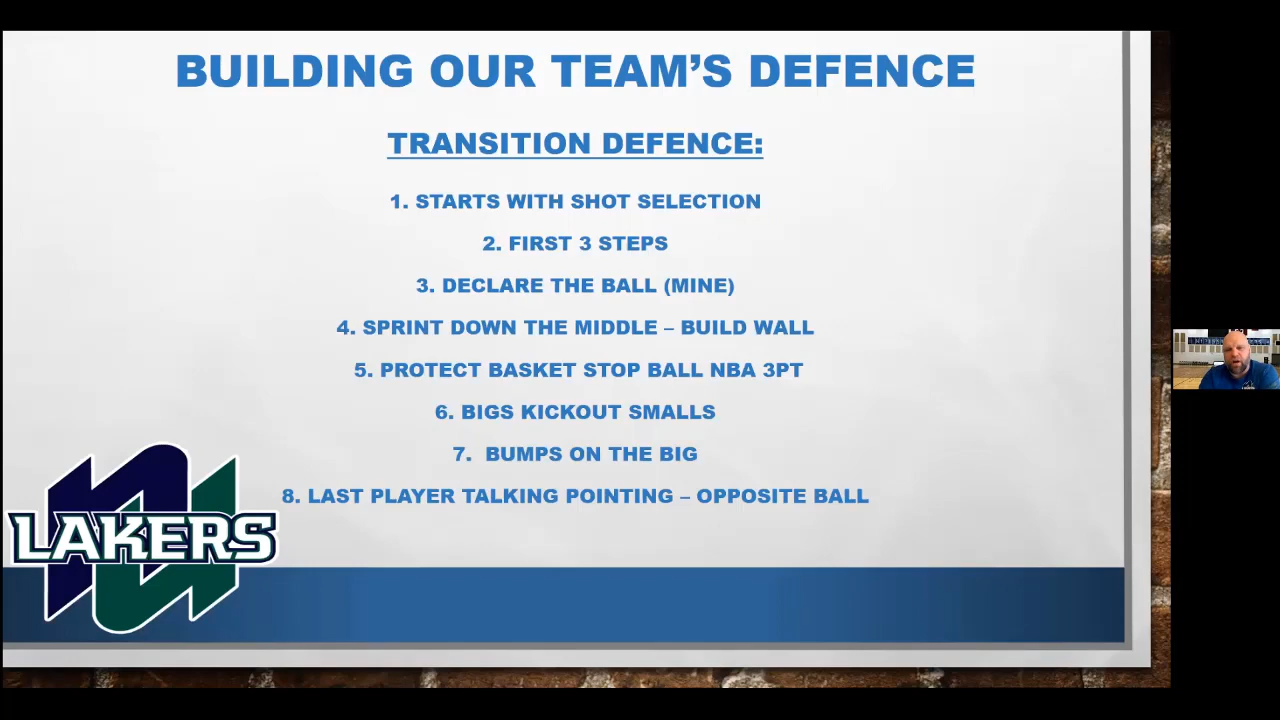 BUILDING OUR TEAM’S DEFENCE
TRANSITION DEFENCE:
1. STARTS WITH SHOT SELECTION
2. FIRST 3 STEPS
3. DECLARE THE BALL (MINE)
4. SPRINT DOWN THE MIDDLE – BUILD WALL
5. PROTECT BASKET STOP BALL NBA 3PT
6. BIGS KICKOUT SMALLS
7.  BUMPS ON THE BIG
8. LAST PLAYER TALKING POINTING – OPPOSITE BALL
LAKERS